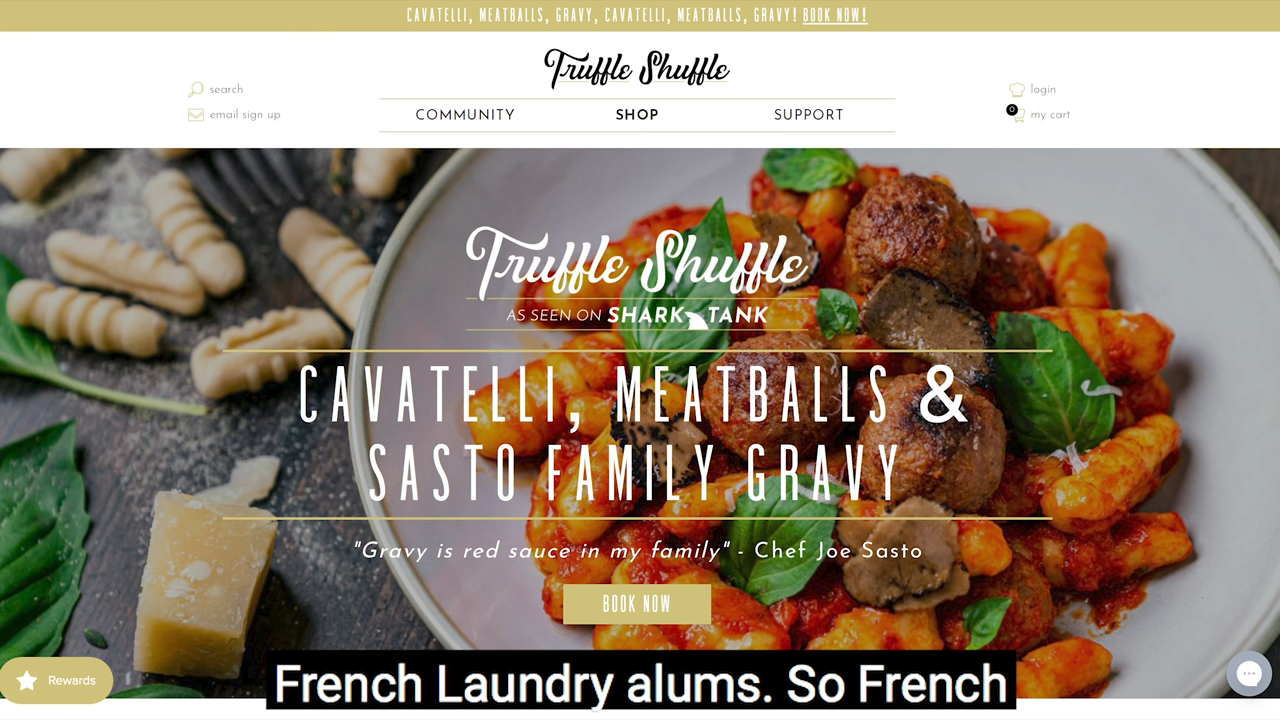 CAVATELLI, MEATBALLS, GRAVY, CAVATELLI, MEATBALLS, GRAVY! BOOK NOW!
Truffle Shuffle
search
login
email sign up
COMMUNITY
SHOP
SUPPORT
0
my cart
Truffle Shuffle
AS SEEN ON SHARK TANK
CAVATELLI, MEATBALLS &
SASTO FAMILY GRAVY
"Gravy is red sauce in my family" - Chef Joe Sasto
BOOK NOW
Rewards
French Laundry alums. So French